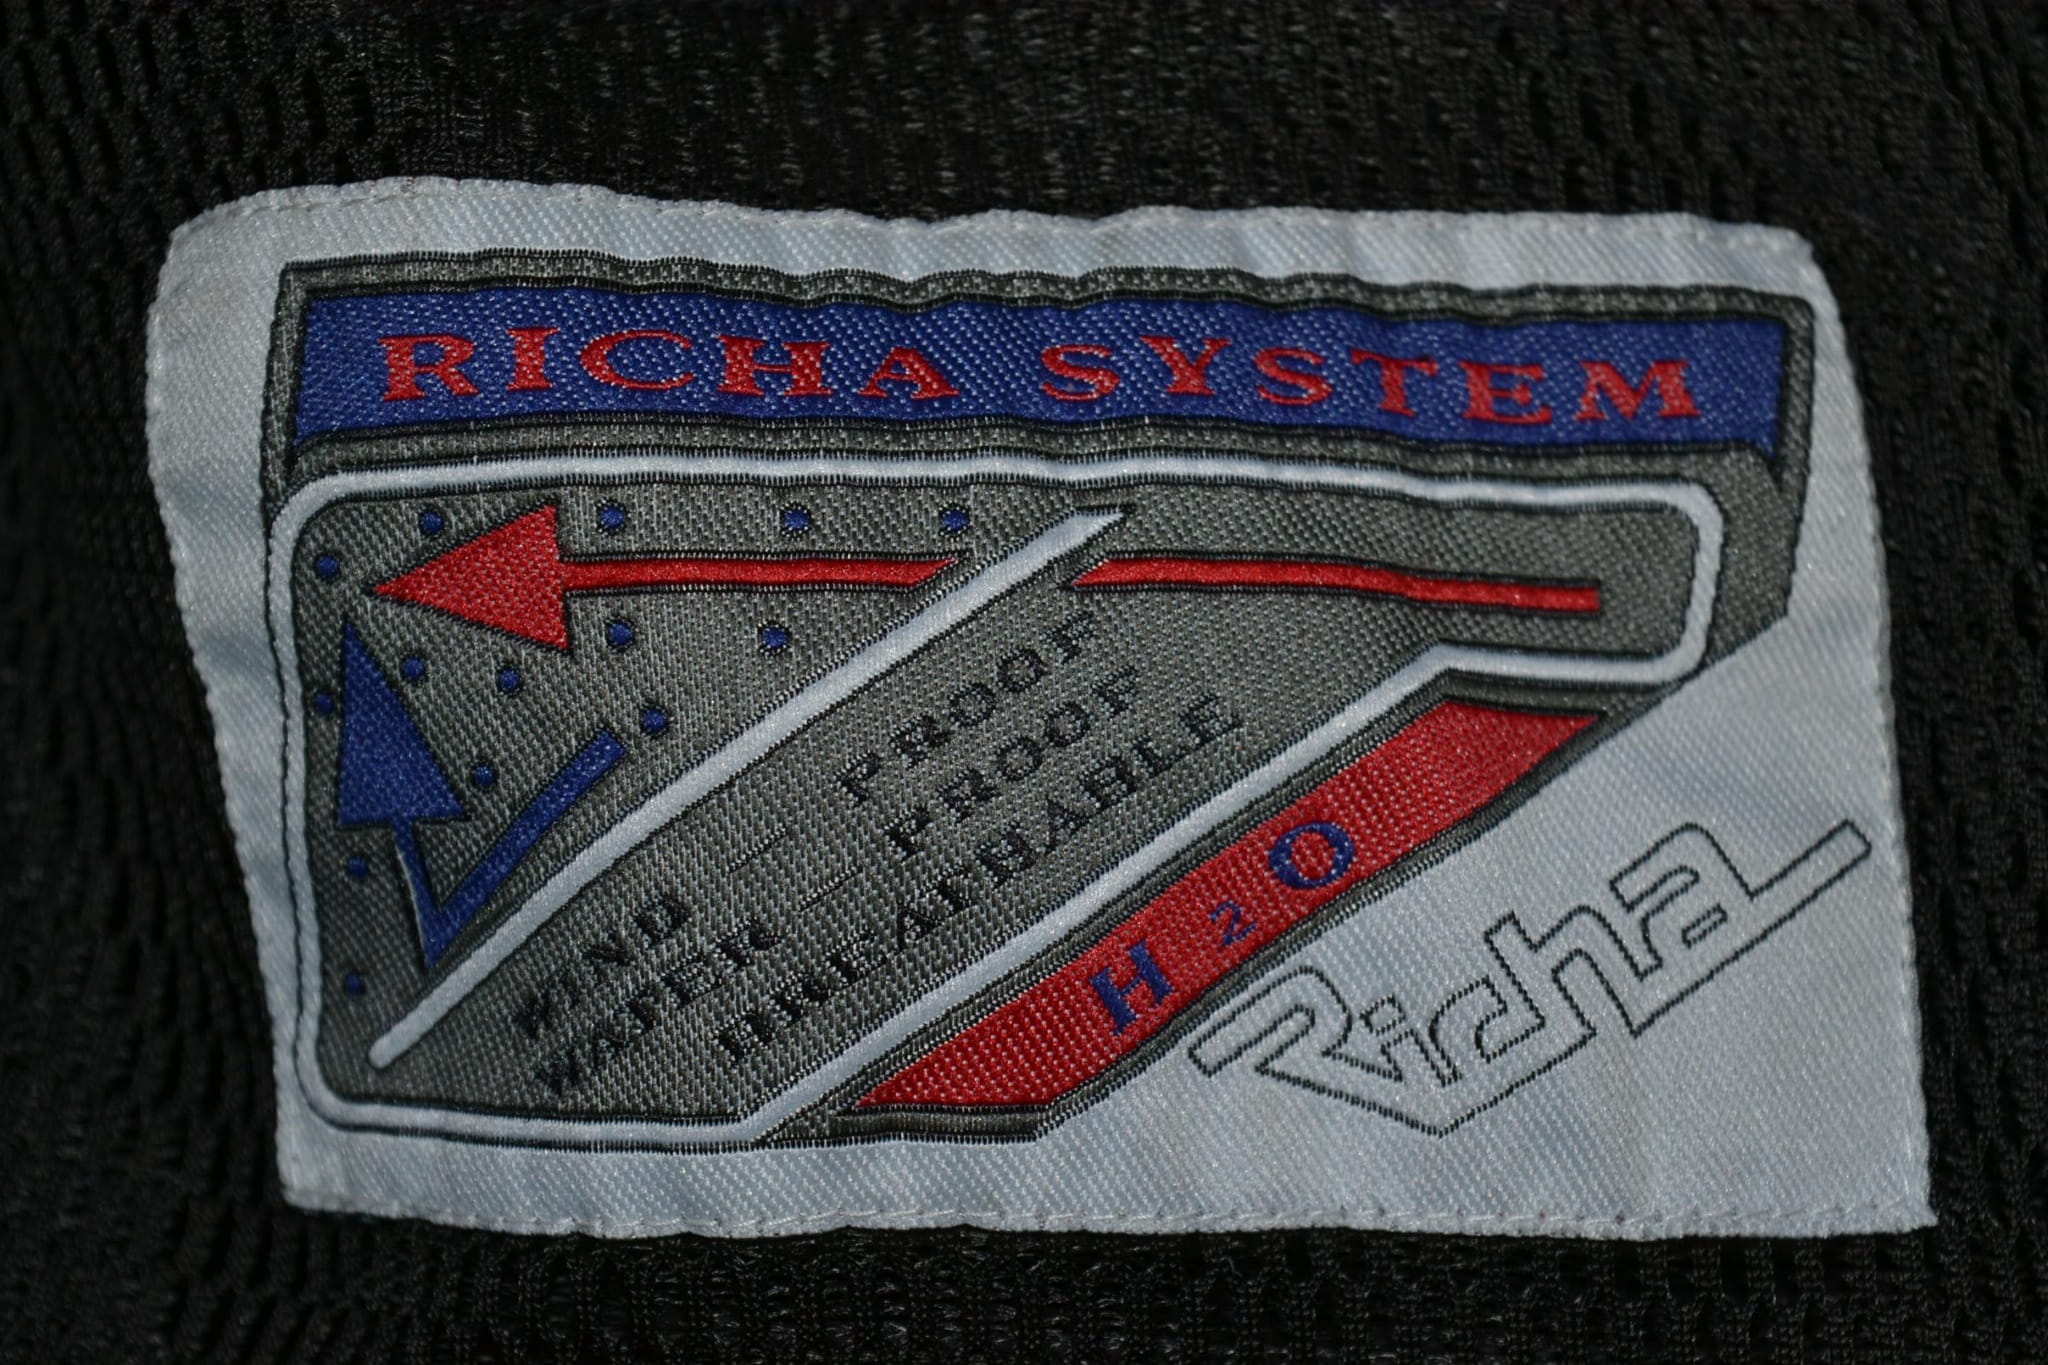 RICHA SYSTEM
WIND — PROOF
WATER — PROOF
BREATHABLE
H2O
Richa